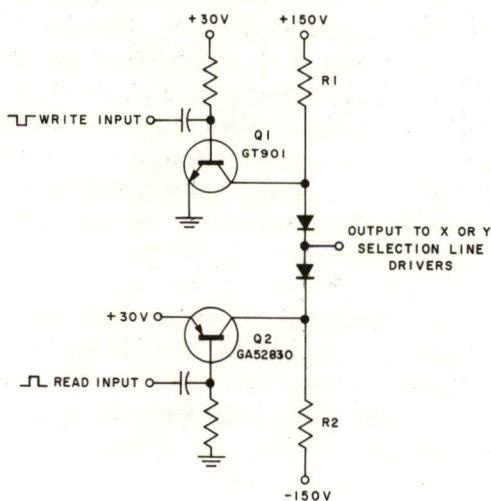 +30V
+150V
R1
WRITE INPUT
Q1
GT901
OUTPUT TO X OR Y
SELECTION LINE
DRIVERS
+30V
Q2
GA52830
READ INPUT
R2
-150V